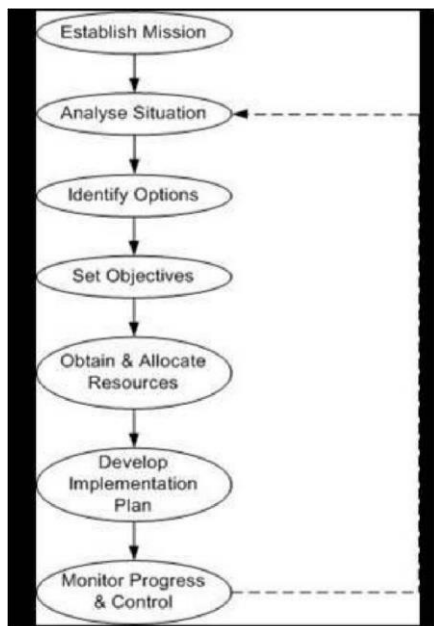 Establish Mission
Analyse Situation
Identify Options
Set Objectives
Obtain & Allocate
Resources
Develop
Implementation
Plan
Monitor Progress
& Control